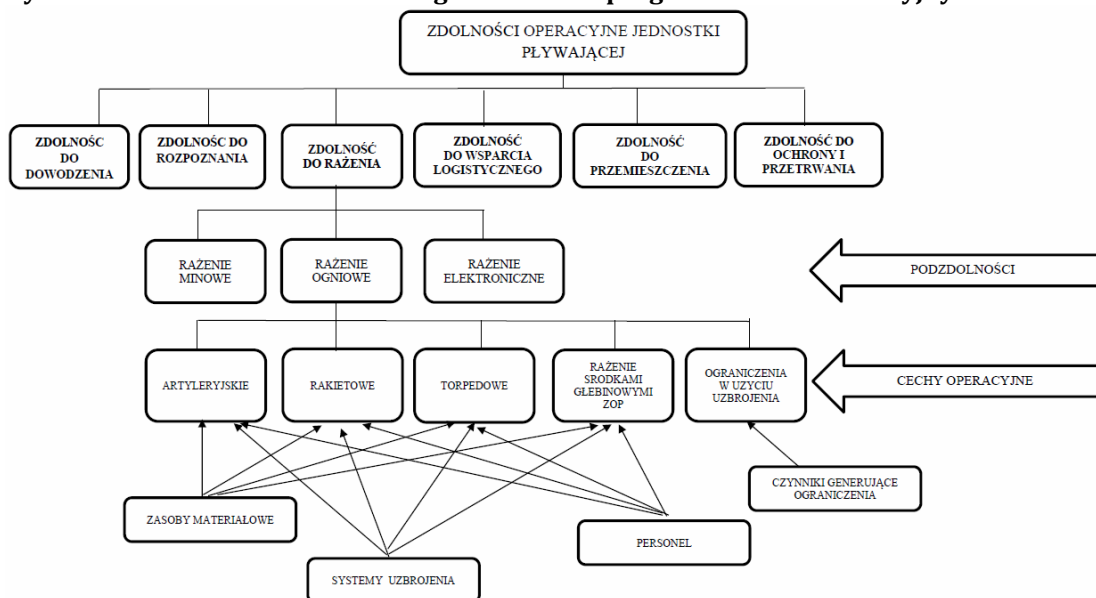 ZDOLNOŚCI OPERACYJNE JEDNOSTKI
PŁYWAJĄCEJ
ZDOLNOŚC
DO
DOWODZENIA
ZDOLNOŚC DO
ROZPOZNANIA
ZDOLNOŚĆ
DO RAŻENIA
ZDOLNOŚĆ
DO WSPARCIA
LOGISTYCZNEGO
ZDOLNOŚĆ
DO
PRZEMIESZCZENIA
ZDOLNOŚĆ DO
OCHRONY I
PRZETRWANIA
RAŻENIE
MINOWE
RAŻENIE
OGNIOWE
RAŻENIE
ELEKTRONICZNE
PODZDOLNOŚCI
ARTYLERYJSKIE
RAKIETOWE
TORPEDOWE
RAŻENIE
SRODKAMI
GŁEBINOWYMI
ZOP
OGRANICZENIA
W UZYCIU
UZBROJENIA
CECHY OPERACYJNE
CZYNNIKI GENERUJĄCE
OGRANICZENIA
ZASOBY MATERIAŁOWE
PERSONEL
SYSTEMY UZBROJENIA